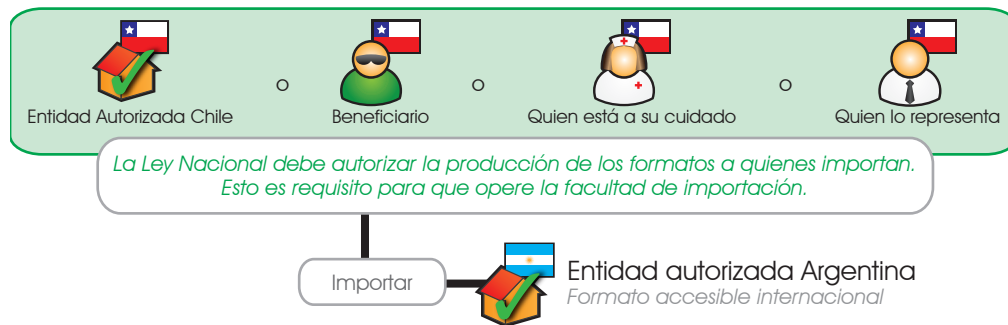 o o o
Entidad Autorizada Chile Beneficiario Quien está a su cuidado Quien lo representa
La Ley Nacional debe autorizar la producción de los formatos a quienes importan.
Esto es requisito para que opere la facultad de importación.
Importar
Entidad autorizada Argentina
Formato accesible internacional